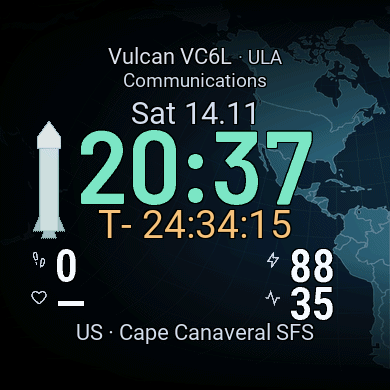 Vulcan VC6L · ULA
Communications
Sat 14.11
20:37
T- 24:34:15
0 88
– 35
US · Cape Canaveral SFS